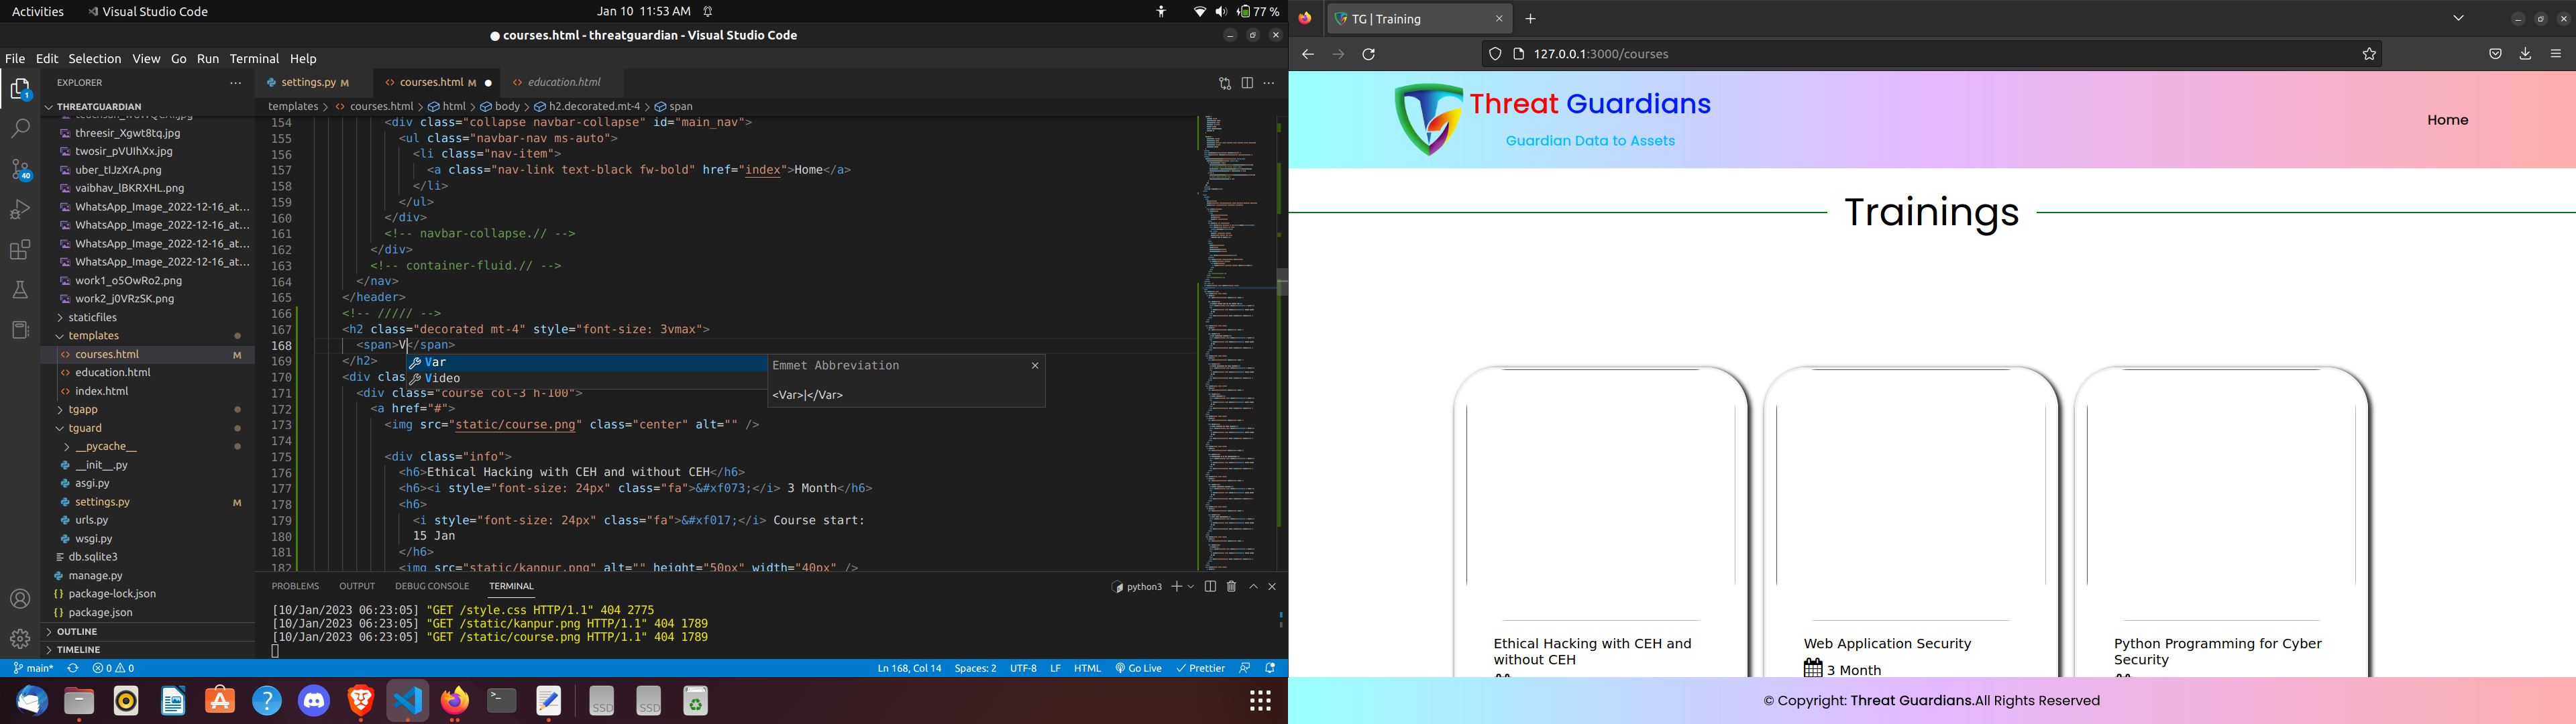 Activities
Visual Studio Code
Jan 10 11:53 AM
77 %
courses.html - threatguardian - Visual Studio Code
File Edit Selection View Go Run Terminal Help
EXPLORER
THREATGUARDIAN
threesir_Xgwt8tq.jpg
twosir_pVUIhXx.jpg
uber_tIJzXrA.png
vaibhav_lBKRXHL.png
WhatsApp_Image_2022-12-16_at...
WhatsApp_Image_2022-12-16_at...
WhatsApp_Image_2022-12-16_at...
WhatsApp_Image_2022-12-16_at...
work1_o5OwRo2.png
work2_j0VRzSK.png
staticfiles
templates
courses.html M
education.html
index.html
tgapp
tguard
__pycache__
__init__.py
asgi.py
settings.py M
urls.py
wsgi.py
db.sqlite3
manage.py
package-lock.json
package.json
OUTLINE
TIMELINE
1
40
settings.py M
courses.html M
education.html
templates > courses.html > html > body > h2.decorated.mt-4 > span
154 <div class="collapse navbar-collapse" id="main_nav">
155 <ul class="navbar-nav ms-auto">
156 <li class="nav-item">
157 <a class="nav-link text-black fw-bold" href="index">Home</a>
158 </li>
159 </ul>
160 </div>
161 <!-- navbar-collapse.// -->
162 </div>
163 <!-- container-fluid.// -->
164 </nav>
165 </header>
166 <!-- ///// -->
167 <h2 class="decorated mt-4" style="font-size: 3vmax">
168 <span>V</span>
169 </h2>
170 <div clas
171 <div class="course col-3 h-100">
172 <a href="#">
173 <img src="static/course.png" class="center" alt="" />
174
175 <div class="info">
176 <h6>Ethical Hacking with CEH and without CEH</h6>
177 <h6><i style="font-size: 24px" class="fa">&#xf073;</i> 3 Month</h6>
178 <h6>
179 <i style="font-size: 24px" class="fa">&#xf017;</i> Course start:
180 15 Jan
181 </h6>
182 <img src="static/kanpur.png" alt="" height="50px" width="40px" />
Var
Video
Emmet Abbreviation
<Var>|</Var>
PROBLEMS OUTPUT DEBUG CONSOLE TERMINAL
python3
[10/Jan/2023 06:23:05] "GET /style.css HTTP/1.1" 404 2775
[10/Jan/2023 06:23:05] "GET /static/kanpur.png HTTP/1.1" 404 1789
[10/Jan/2023 06:23:05] "GET /static/course.png HTTP/1.1" 404 1789
main* 0 0
Ln 168, Col 14 Spaces: 2 UTF-8 LF HTML Go Live Prettier
SSD
SSD
TG | Training
127.0.0.1:3000/courses
Threat Guardians
Guardian Data to Assets
Home
Trainings
Ethical Hacking with CEH and
without CEH
Web Application Security
3 Month
Python Programming for Cyber
Security
© Copyright: Threat Guardians.All Rights Reserved